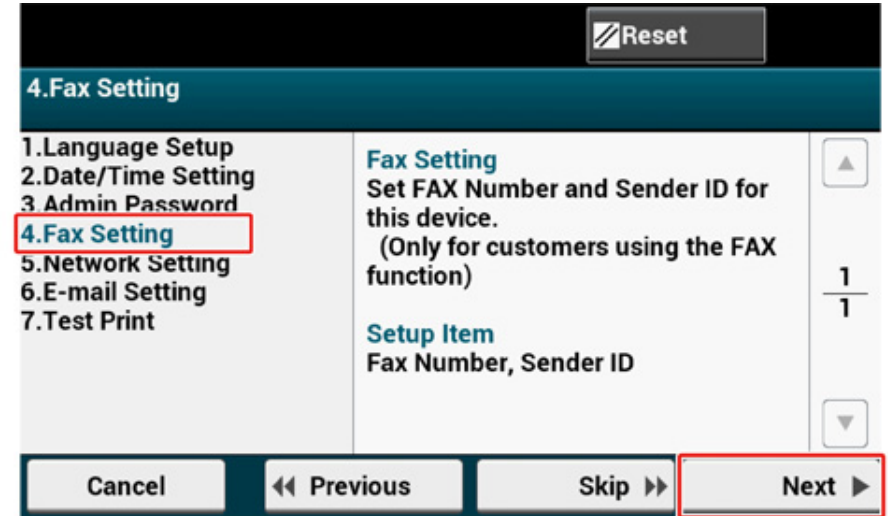 Reset
4.Fax Setting
1.Language Setup
2.Date/Time Setting
3.Admin Password
4.Fax Setting
5.Network Setting
6.E-mail Setting
7.Test Print
Fax Setting
Set FAX Number and Sender ID for
this device.
(Only for customers using the FAX
function)
Setup Item
Fax Number, Sender ID
1
1
Cancel
Previous
Skip
Next